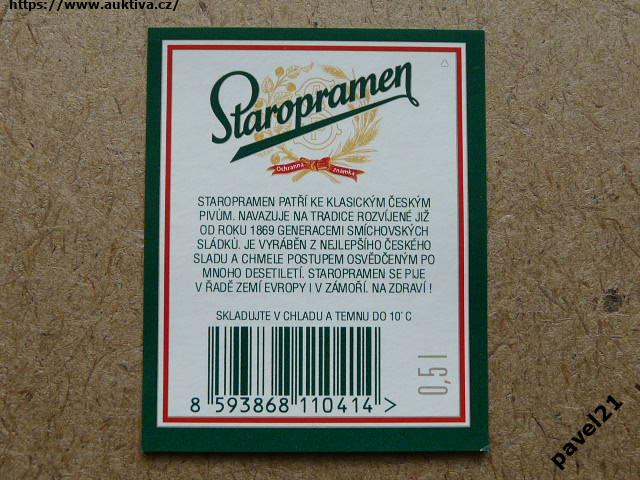 https://www.auktiva.cz/
Staropramen
Ochranná známka
STAROPRAMEN PATŘÍ KE KLASICKÝM ČESKÝM
PIVŮM. NAVAZUJE NA TRADICE ROZVÍJENÉ JIŽ
OD ROKU 1869 GENERACEMI SMÍCHOVSKÝCH
SLÁDKŮ. JE VYRÁBĚN Z NEJLEPŠÍHO ČESKÉHO
SLADU A CHMELE POSTUPEM OSVĚDČENÝM PO
MNOHO DESETILETÍ. STAROPRAMEN SE PIJE
V ŘADĚ ZEMÍ EVROPY I V ZÁMOŘÍ. NA ZDRAVÍ !
SKLADUJTE V CHLADU A TEMNU DO 10° C
0,5 l
8 593868 110414 >
pavel21